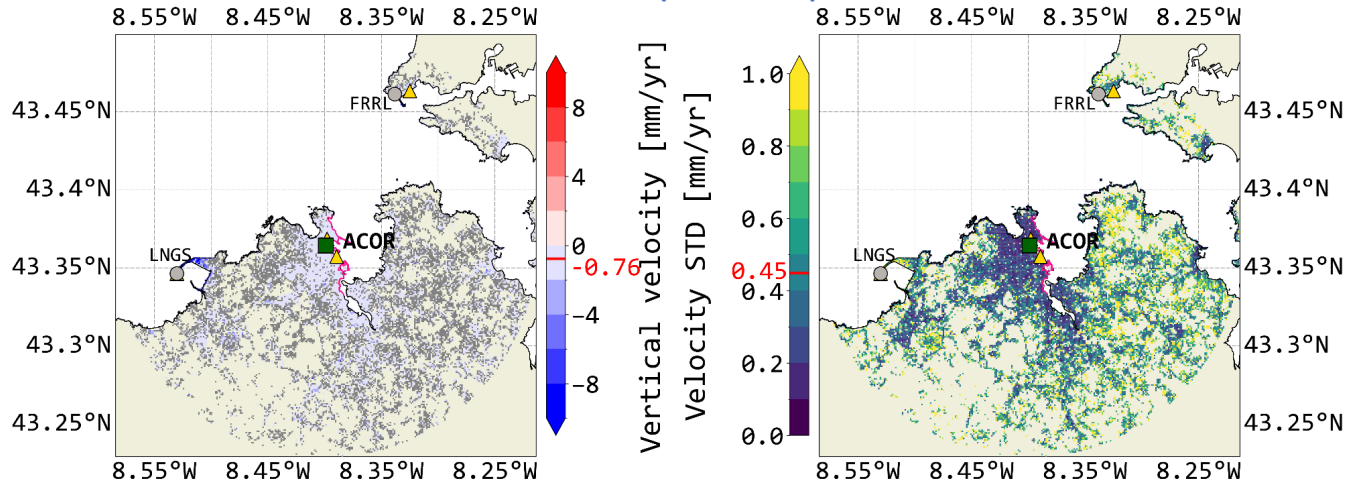 8.55°W 8.45°W 8.35°W 8.25°W
8.55°W 8.45°W 8.35°W 8.25°W
43.45°N
43.4°N
43.35°N
43.3°N
43.25°N
FRRL
ACOR
LNGS
8
4
0
-0.76
−4
−8
Vertical velocity [mm/yr]
Velocity STD [mm/yr]
1.0
0.8
0.6
0.45
0.4
0.2
0.0
FRRL
ACOR
LNGS
43.45°N
43.4°N
43.35°N
43.3°N
43.25°N
8.55°W 8.45°W 8.35°W 8.25°W
8.55°W 8.45°W 8.35°W 8.25°W